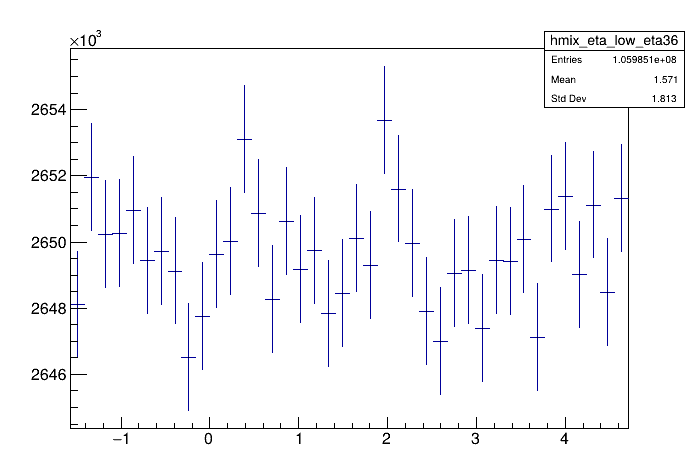 ×10³
hmix_eta_low_eta36
Entries 1.059851e+08
Mean 1.571
Std Dev 1.813
2654
2652
2650
2648
2646
−1 0 1 2 3 4